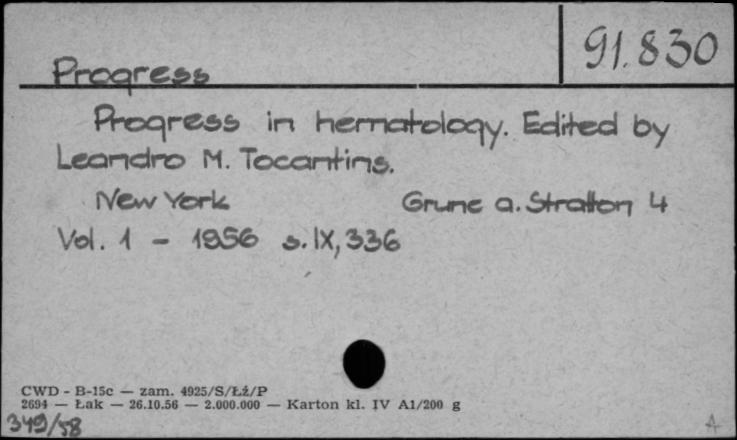 91.830
Progress
Progress in hematology. Edited by
Leandro M. Tocantins.
New York Grune a. Stratton 4
Vol. 1 - 1956 s. IX, 336
CWD - B-15c — zam. 4925/S/Łż/P
2694 — Łak — 26.10.56 — 2.000.000 — Karton kl. IV A1/200 g
349/58
A